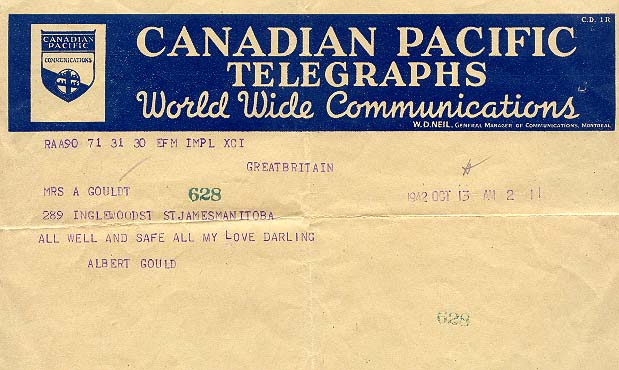 C.D. 1R
CANADIAN PACIFIC
COMMUNICATIONS
CANADIAN PACIFIC
TELEGRAPHS
World Wide Communications
W.D. NEIL, GENERAL MANAGER OF COMMUNICATIONS, MONTREAL
RAA90 71 31 30 EFM IMPL XCI
GREATBRITAIN
MRS A GOULDT 628 1942 OCT 13 AM 2 11
289 INGLEWOODST STJAMESMANITOBA
ALL WELL AND SAFE ALL MY LOVE DARLING
ALBERT GOULD
628